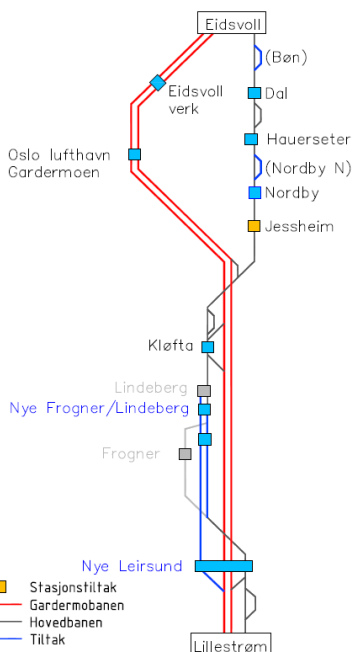 Eidsvoll
(Bøn)
Eidsvoll
verk
Dal
Hauerseter
Oslo lufthavn
Gardermoen
(Nordby N)
Nordby
Jessheim
Kløfta
Lindeberg
Nye Frogner/Lindeberg
Frogner
Nye Leirsund
Stasjonstiltak
Gardermobanen
Hovedbanen
Tiltak
Lillestrøm